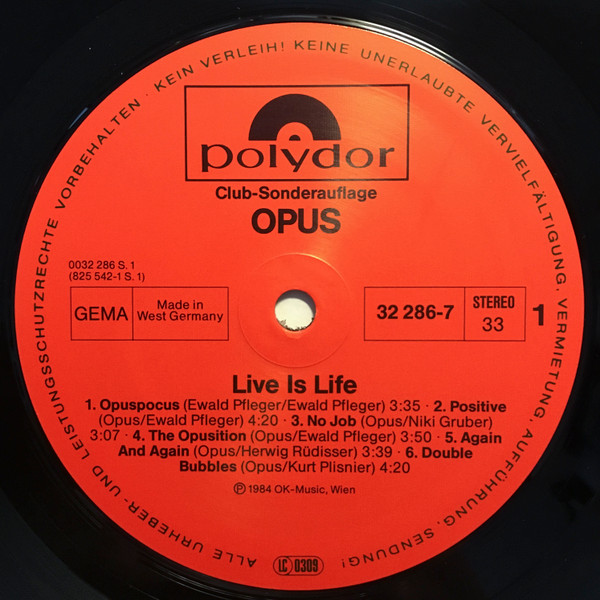 ALLE URHEBER- UND LEISTUNGSSCHUTZRECHTE VORBEHALTEN · KEIN VERLEIH! KEINE UNERLAUBTE VERVIELFÄLTIGUNG, VERMIETUNG, AUFFÜHRUNG, SENDUNG!
polydor
Club-Sonderauflage
OPUS
0032 286 S. 1
(825 542-1 S. 1)
GEMA
Made in
West Germany
32 286-7
STEREO
33
1
Live Is Life
1. Opuspocus (Ewald Pfleger/Ewald Pfleger) 3:35 · 2. Positive
(Opus/Ewald Pfleger) 4:20 · 3. No Job (Opus/Niki Gruber)
3:07 · 4. The Opusition (Opus/Ewald Pfleger) 3:50 · 5. Again
And Again (Opus/Herwig Rüdisser) 3:39 · 6. Double
Bubbles (Opus/Kurt Plisnier) 4:20
Ⓟ 1984 OK-Music, Wien
LC 0309